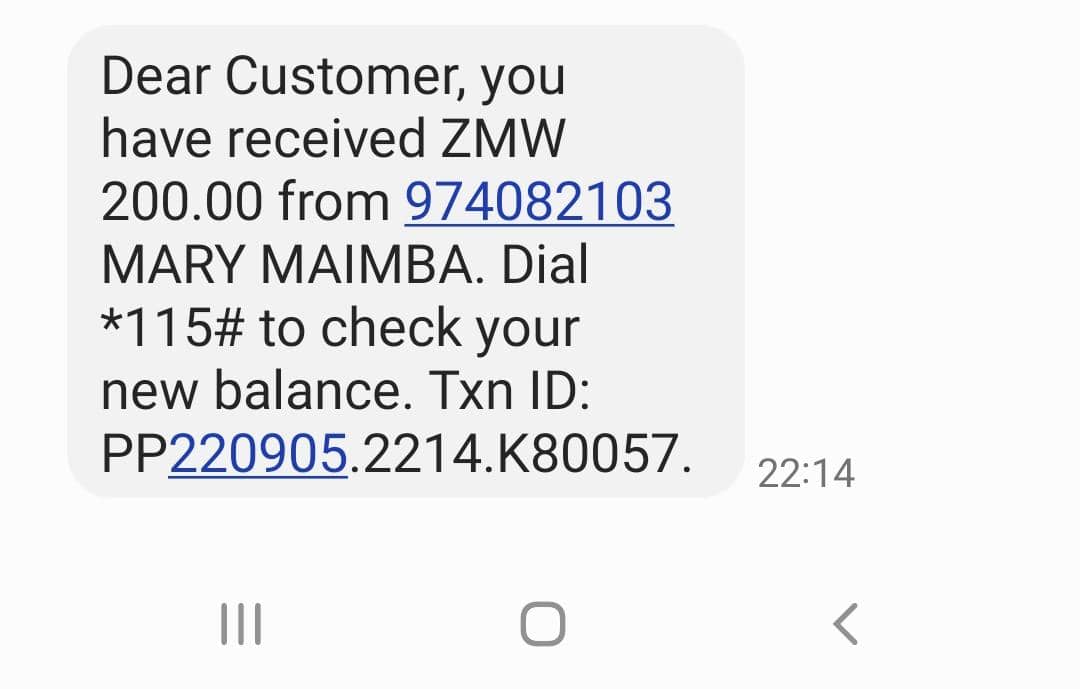 Dear Customer, you
have received ZMW
200.00 from 974082103
MARY MAIMBA. Dial
*115# to check your
new balance. Txn ID:
PP220905.2214.K80057.
22:14